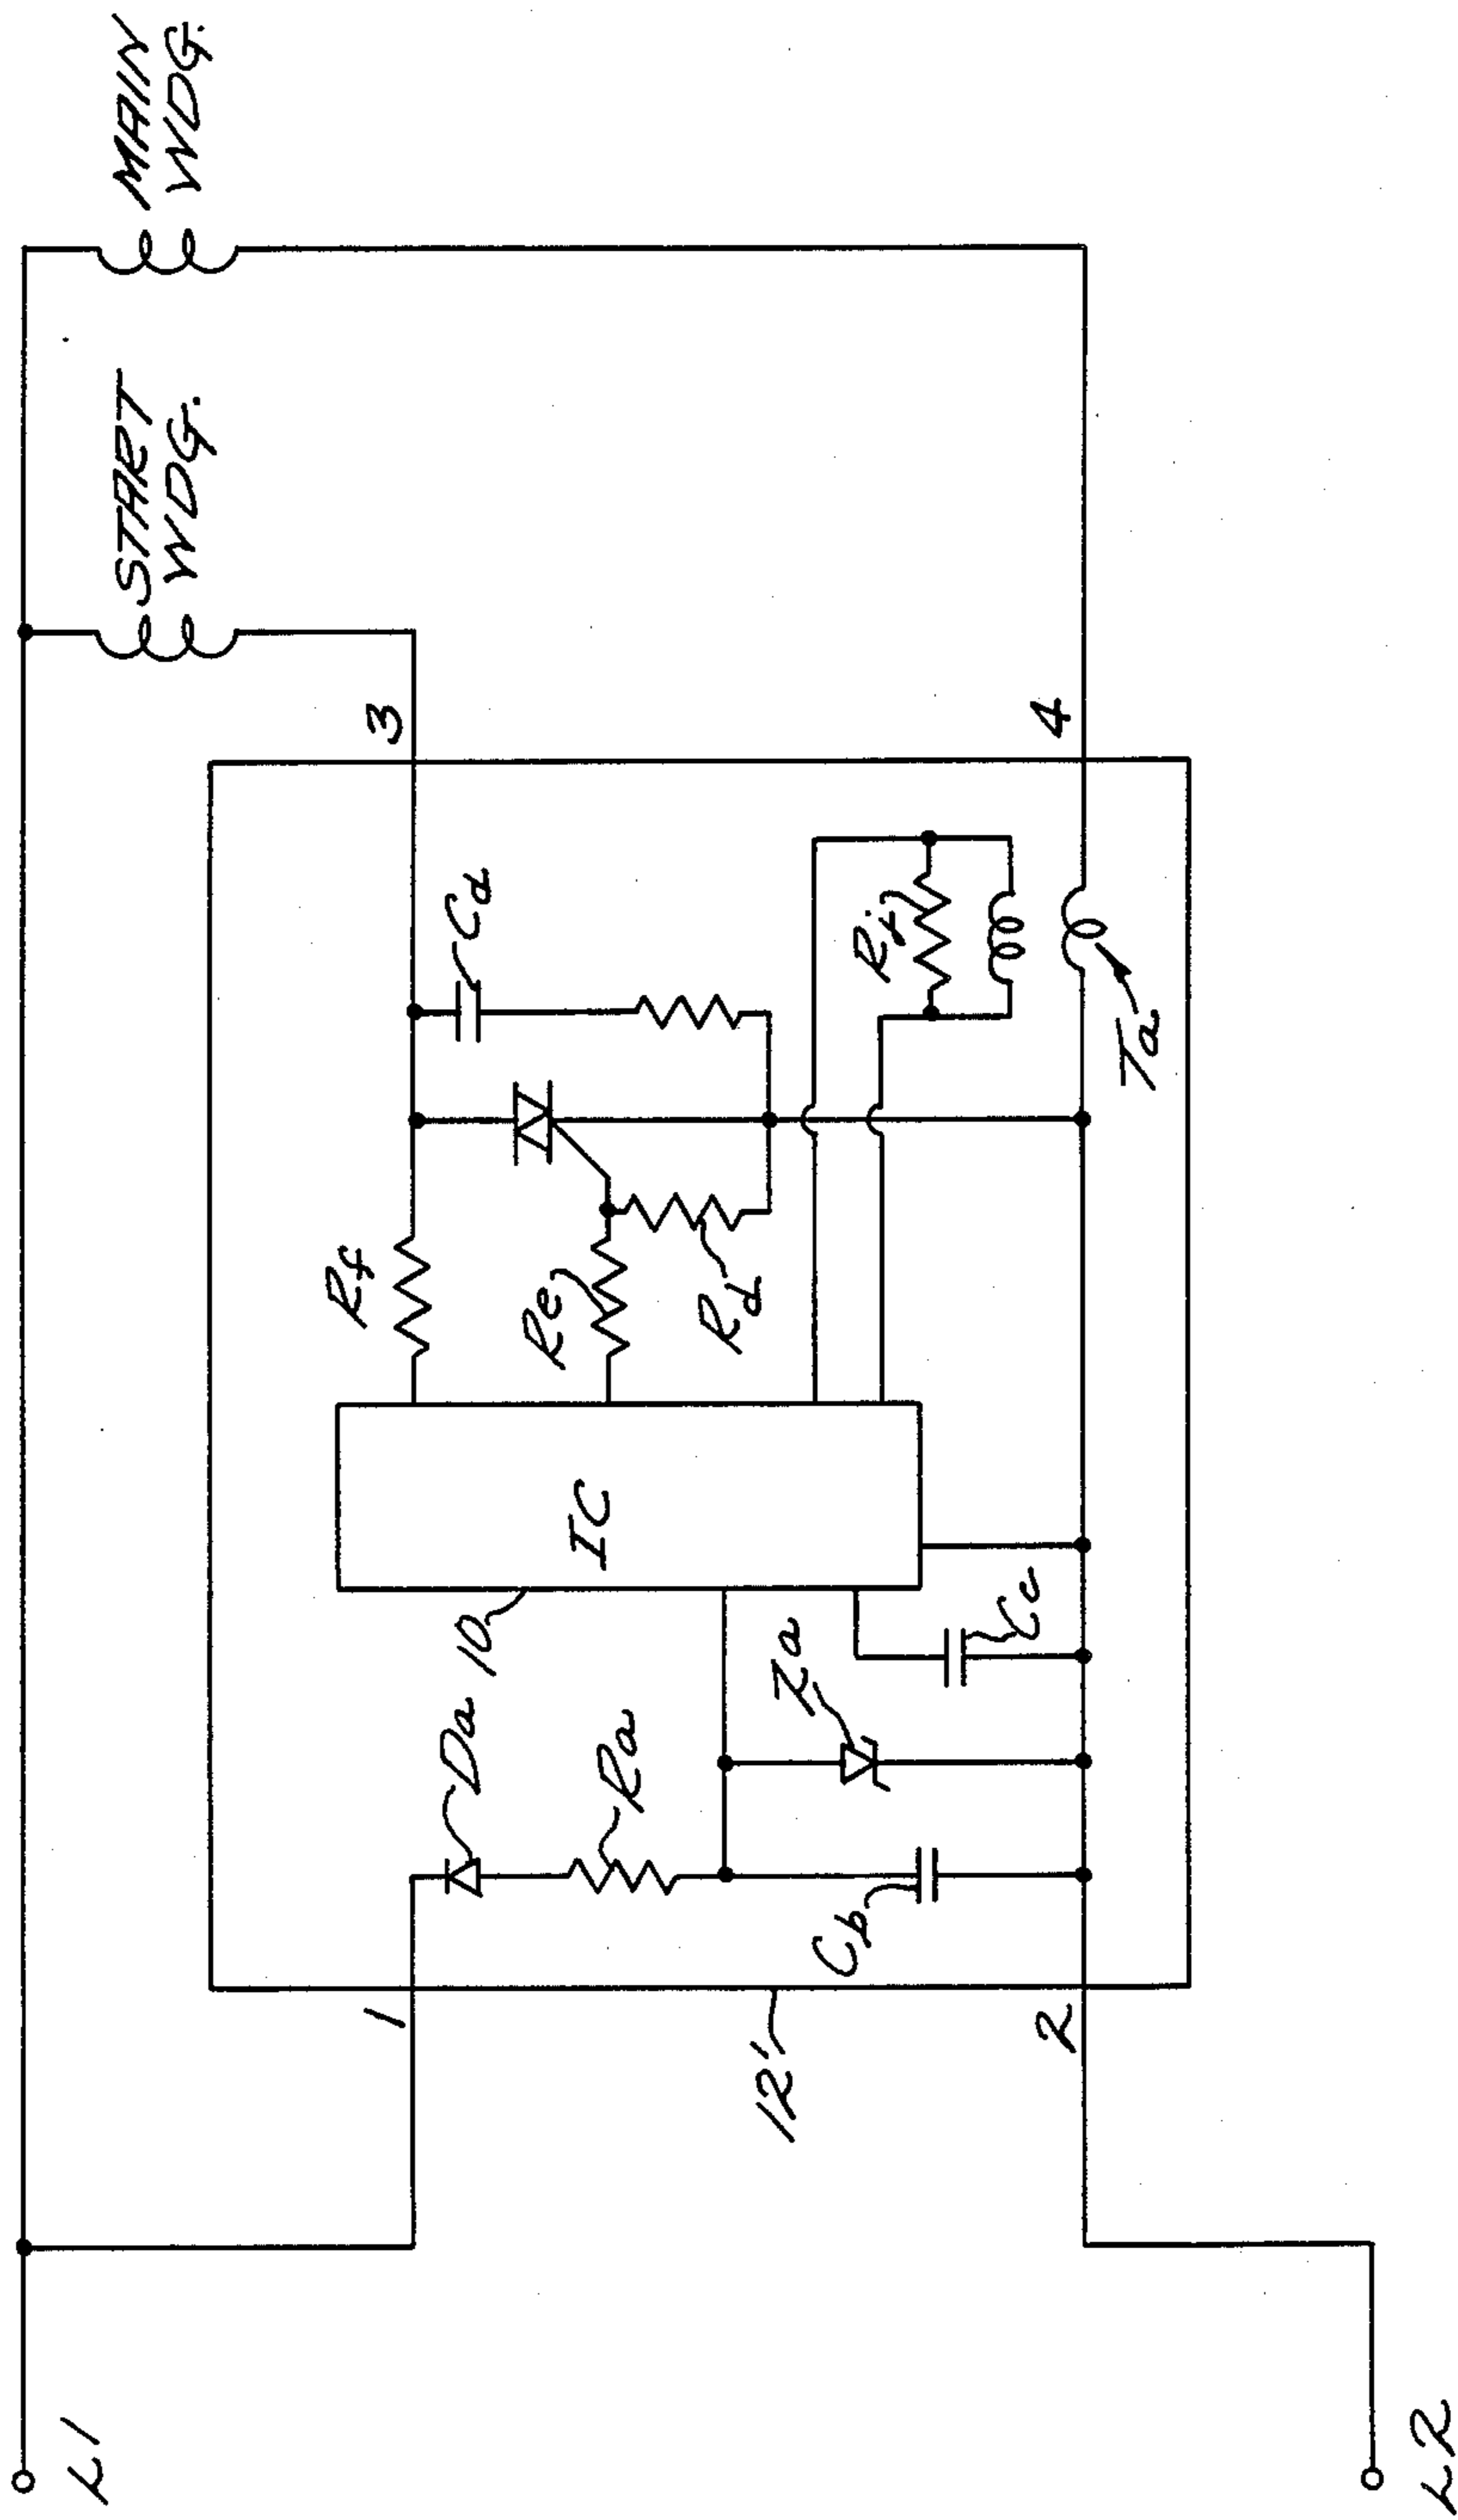 START
WDG.
MAIN
WDG.
L1
1
3
Da
Rf
Cd
Ra
10
IC
Re
Rd
Rj
12'
Cb
Za
Cc
Ta
2
4
L2